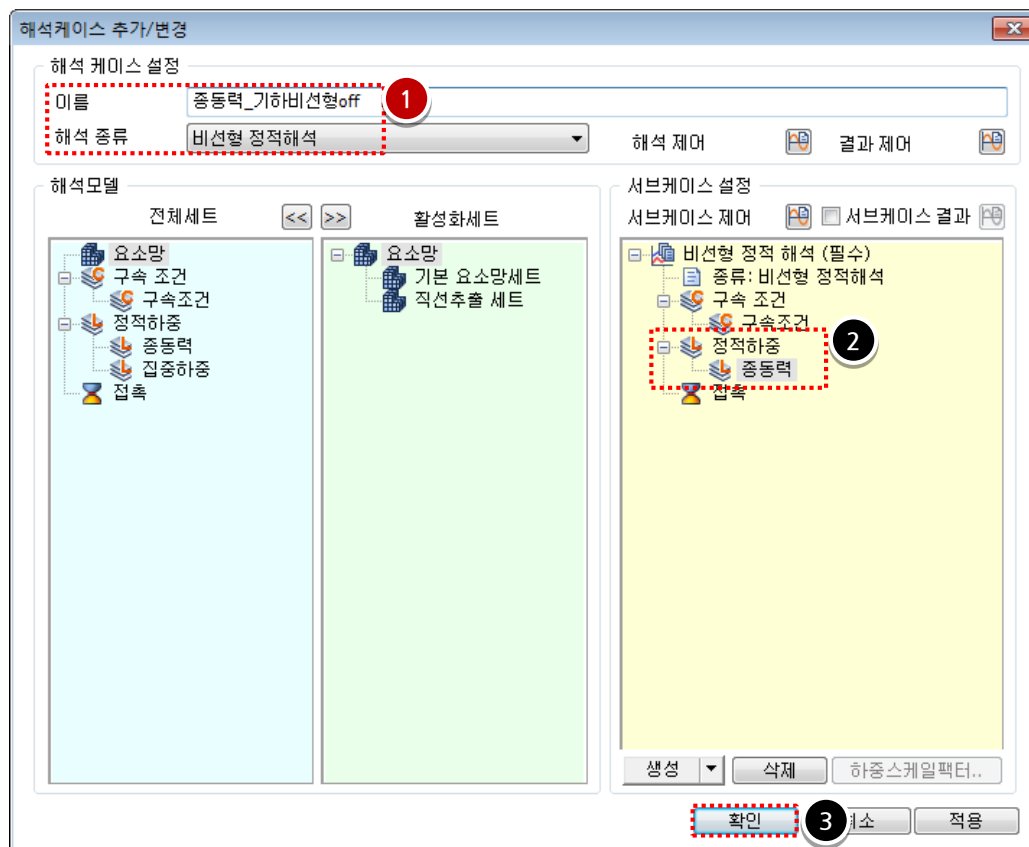 해석케이스 추가/변경
해석 케이스 설정
이름 종동력_기하비선형off 1
해석 종류 비선형 정적해석 해석 제어 결과 제어
해석모델
전체세트 << >> 활성화세트
요소망
구속 조건
구속조건
정적하중
종동력
집중하중
접촉
요소망
기본 요소망세트
직선추출 세트
서브케이스 설정
서브케이스 제어 서브케이스 결과
비선형 정적 해석 (필수)
종류: 비선형 정적해석
구속 조건
구속조건
정적하중 2
종동력
접촉
생성 삭제 하중스케일팩터..
확인 3 적용